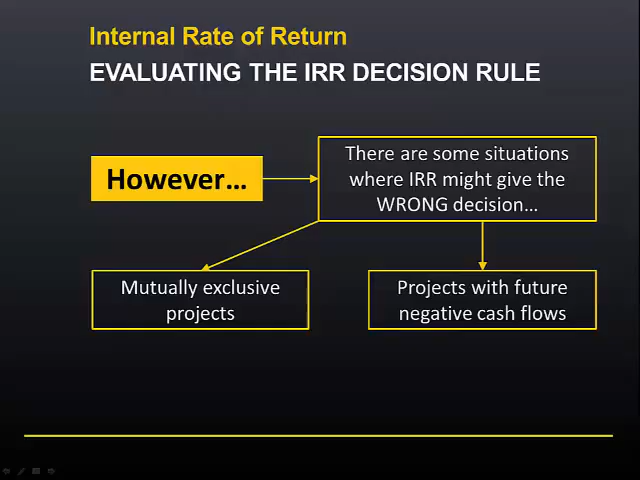 Internal Rate of Return
EVALUATING THE IRR DECISION RULE
However…
There are some situations
where IRR might give the
WRONG decision…
Mutually exclusive
projects
Projects with future
negative cash flows